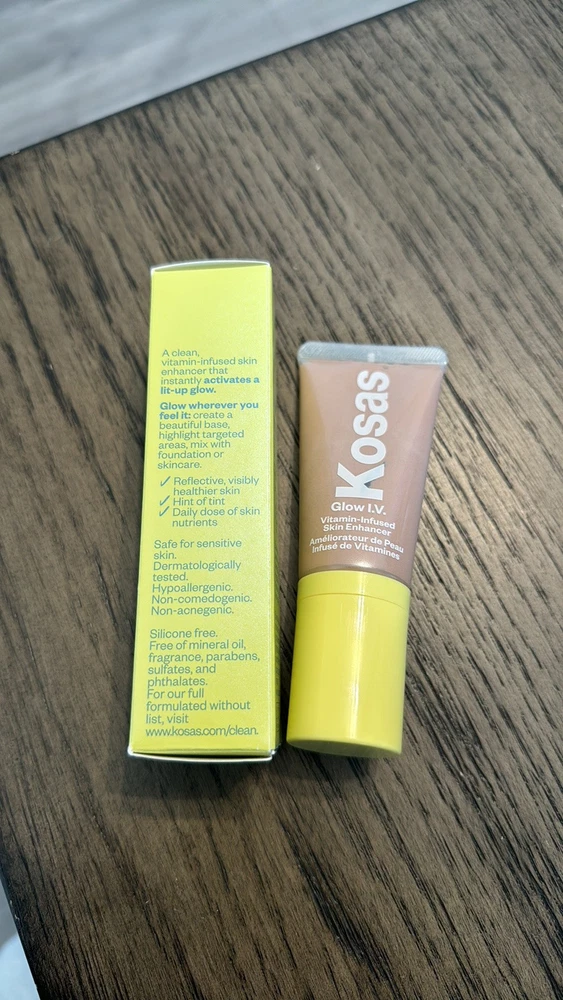 A clean,
vitamin-infused skin
enhancer that
instantly activates a
lit-up glow.
Glow wherever you
feel it: create a
beautiful base,
highlight targeted
areas, mix with
foundation or
skincare.
✓ Reflective, visibly
healthier skin
✓ Hint of tint
✓ Daily dose of skin
nutrients
Safe for sensitive
skin.
Dermatologically
tested.
Hypoallergenic.
Non-comedogenic.
Non-acnegenic.
Silicone free.
Free of mineral oil,
fragrance, parabens,
sulfates, and
phthalates.
For our full
formulated without
list, visit
www.kosas.com/clean.
Kosas
Glow I.V.
Vitamin-Infused
Skin Enhancer
Améliorateur de Peau
Infusé de Vitamines